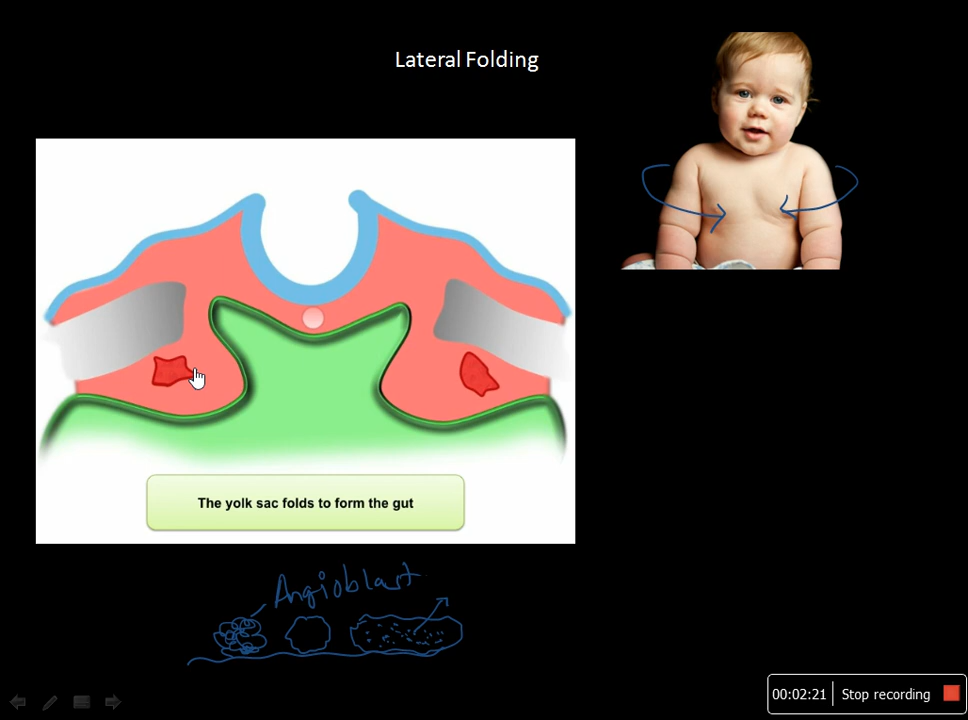 Lateral Folding
The yolk sac folds to form the gut
Angioblast
00:02:21 Stop recording